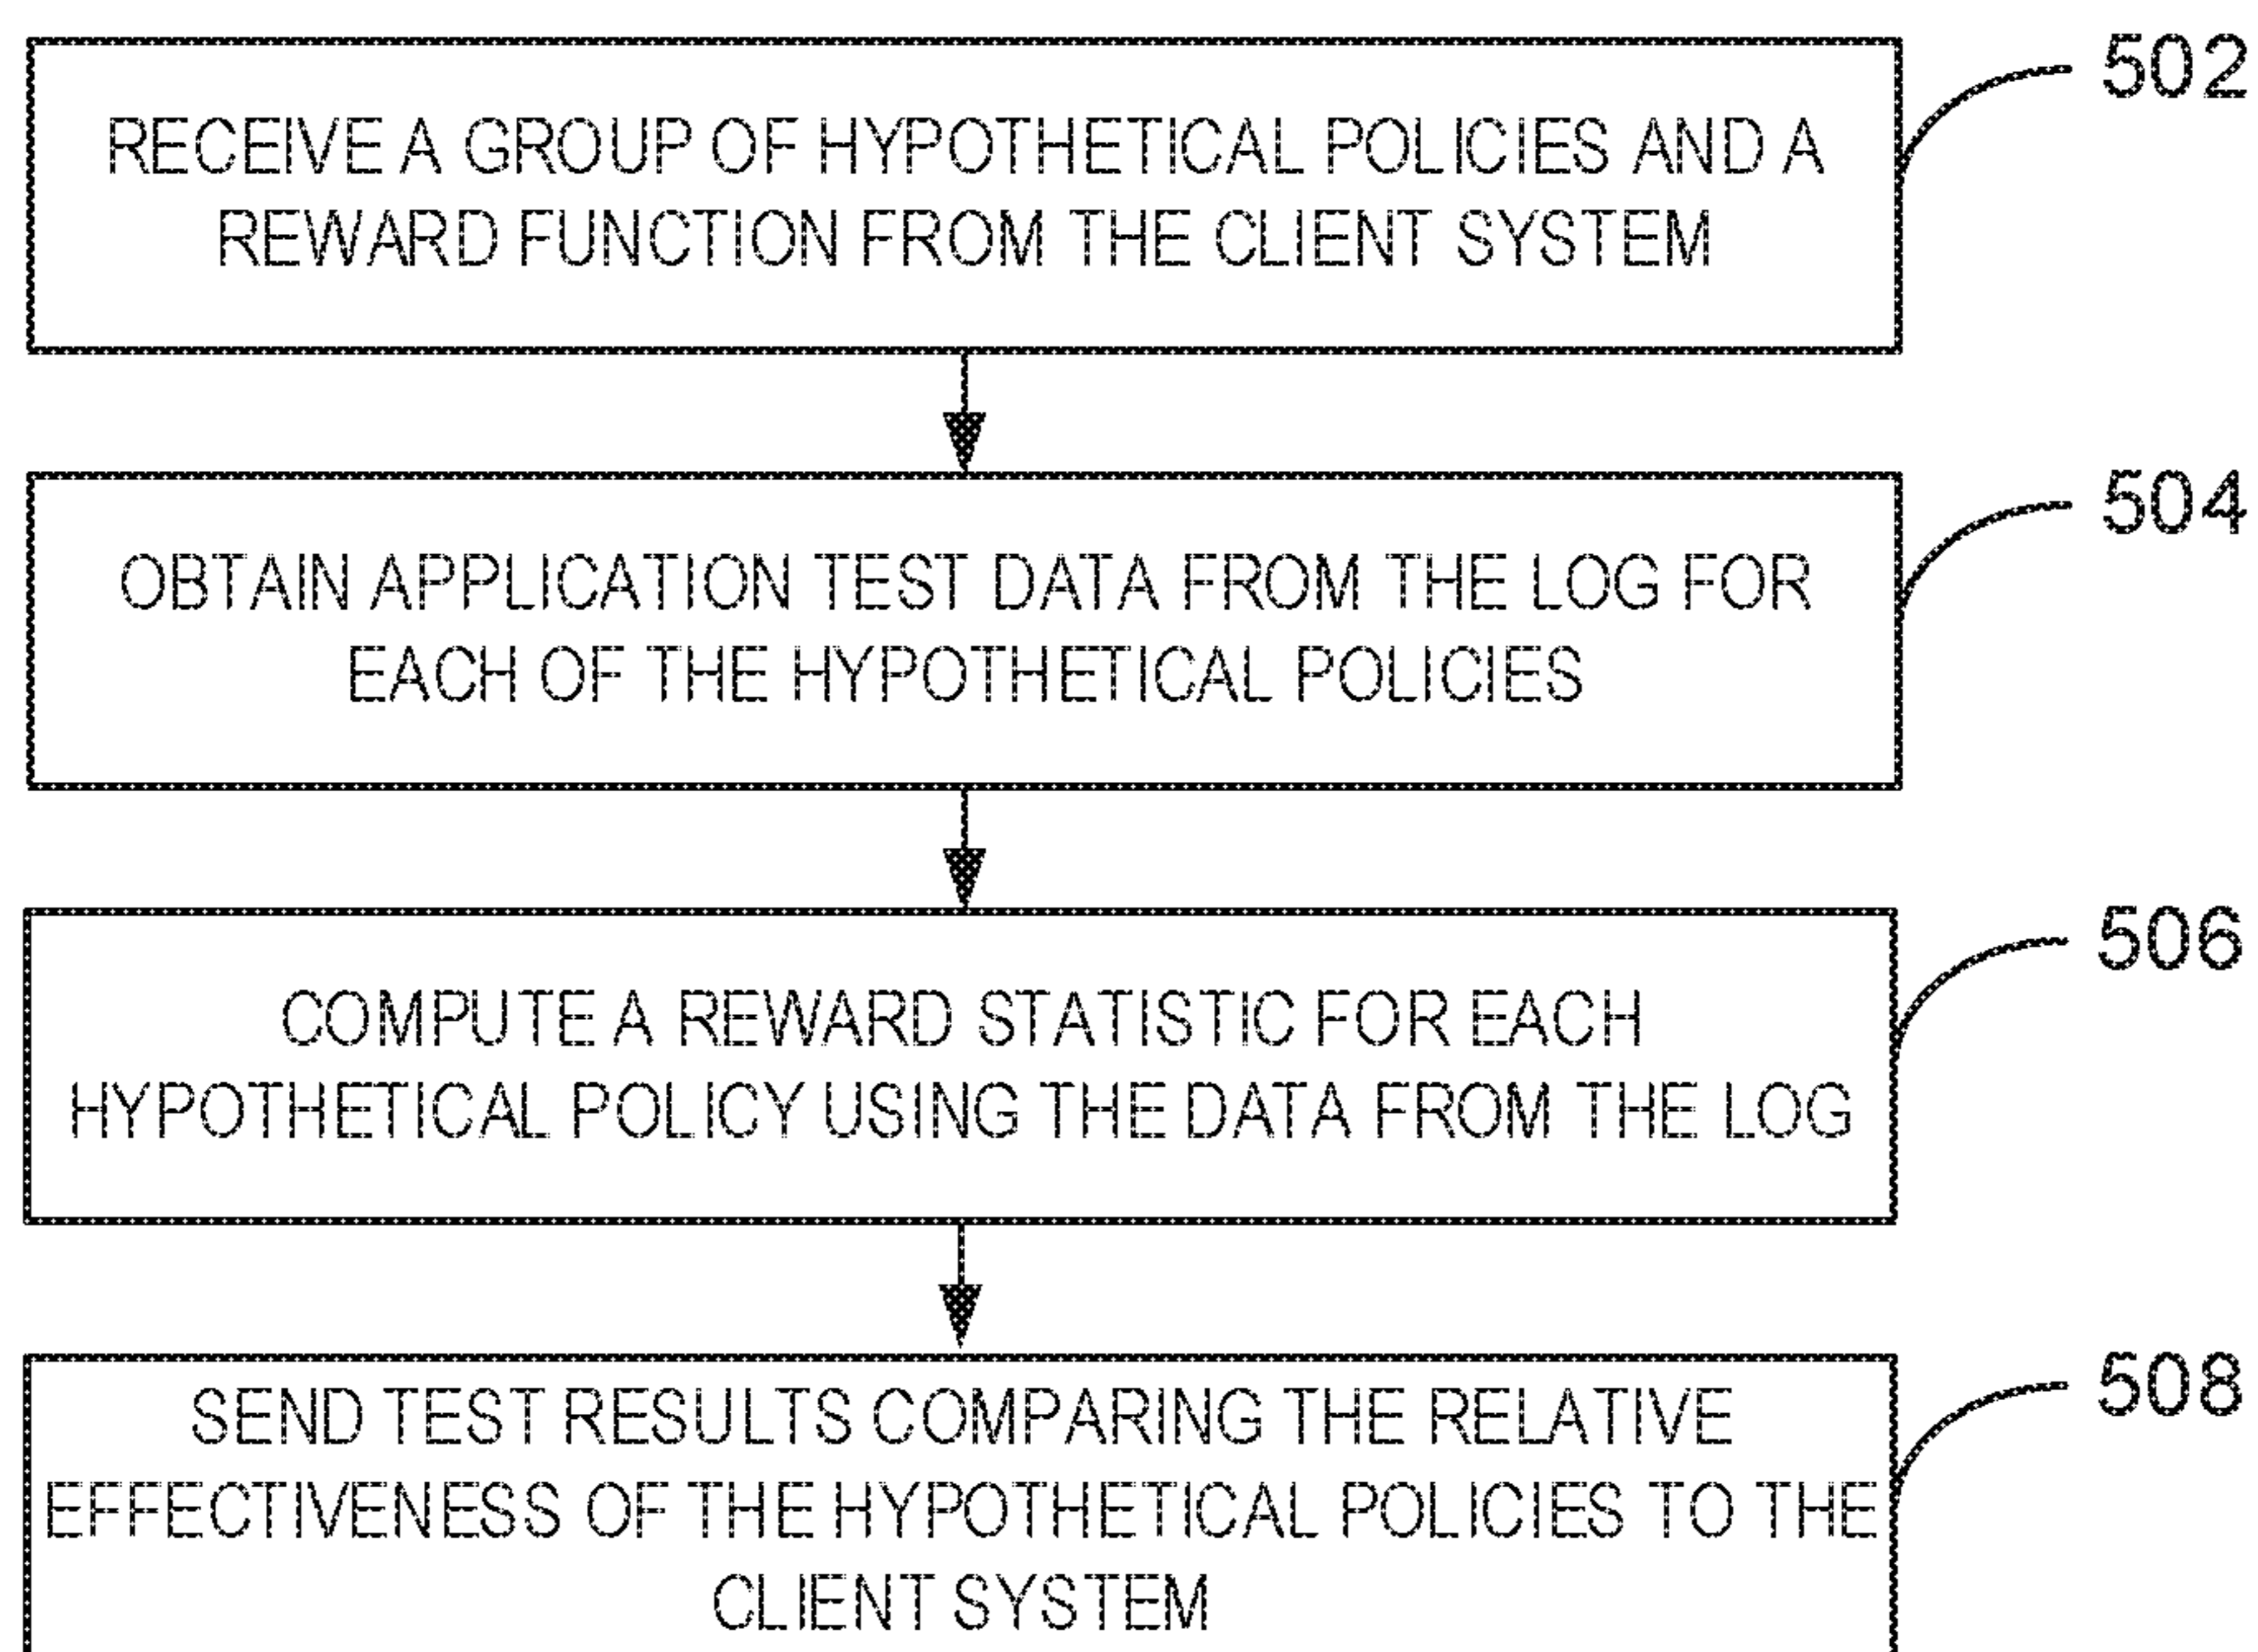 502
RECEIVE A GROUP OF HYPOTHETICAL POLICIES AND A
REWARD FUNCTION FROM THE CLIENT SYSTEM
504
OBTAIN APPLICATION TEST DATA FROM THE LOG FOR
EACH OF THE HYPOTHETICAL POLICIES
506
COMPUTE A REWARD STATISTIC FOR EACH
HYPOTHETICAL POLICY USING THE DATA FROM THE LOG
508
SEND TEST RESULTS COMPARING THE RELATIVE
EFFECTIVENESS OF THE HYPOTHETICAL POLICIES TO THE
CLIENT SYSTEM